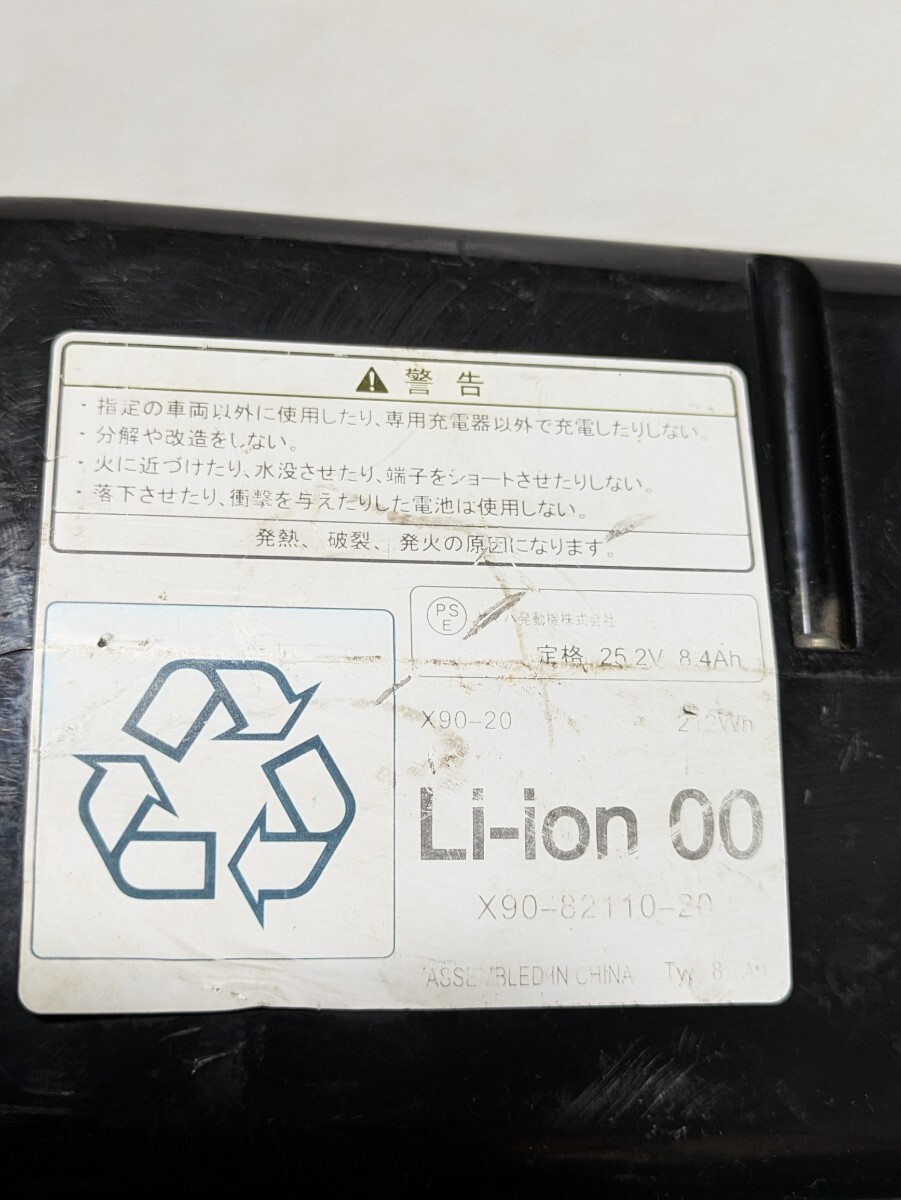 警告
・指定の車両以外に使用したり、専用充電器以外で充電したりしない。
・分解や改造をしない。
・火に近づけたり、水没させたり、端子をショートさせたりしない。
・落下させたり、衝撃を与えたりした電池は使用しない。
発熱、破裂、発火の原因になります。
PS
E
ハ発動機株式会社
定格 25.2V 8.4Ah
X90-20
Li-ion 00
X90-82110-20
ASSEMBLED IN CHINA